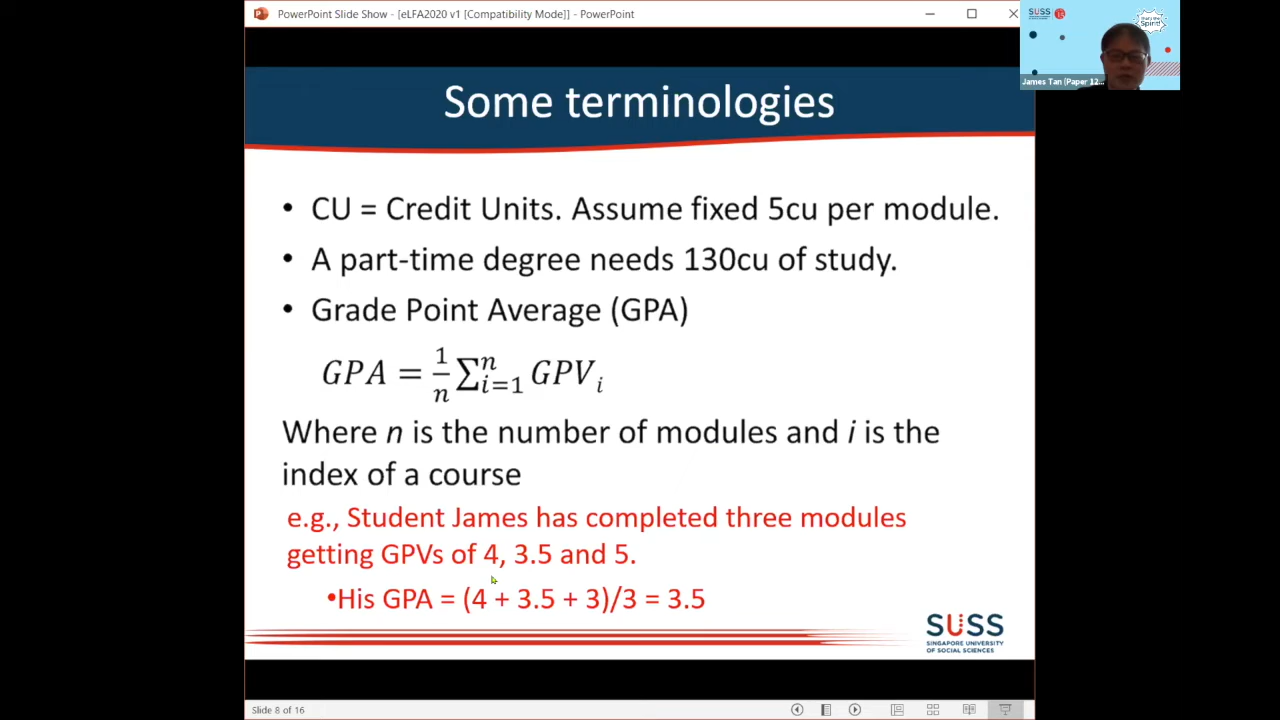 PowerPoint Slide Show - [eLFA2020 v1 [Compatibility Mode]] - PowerPoint
SUSS
That's the
Spirit!
James Tan (Paper 12...
Some terminologies
• CU = Credit Units. Assume fixed 5cu per module.
• A part-time degree needs 130cu of study.
• Grade Point Average (GPA)
GPA = 1/n ∑ⁿᵢ₌₁ GPVᵢ
Where n is the number of modules and i is the
index of a course
e.g., Student James has completed three modules
getting GPVs of 4, 3.5 and 5.
•His GPA = (4 + 3.5 + 3)/3 = 3.5
SUSS
SINGAPORE UNIVERSITY
OF SOCIAL SCIENCES
Slide 8 of 16